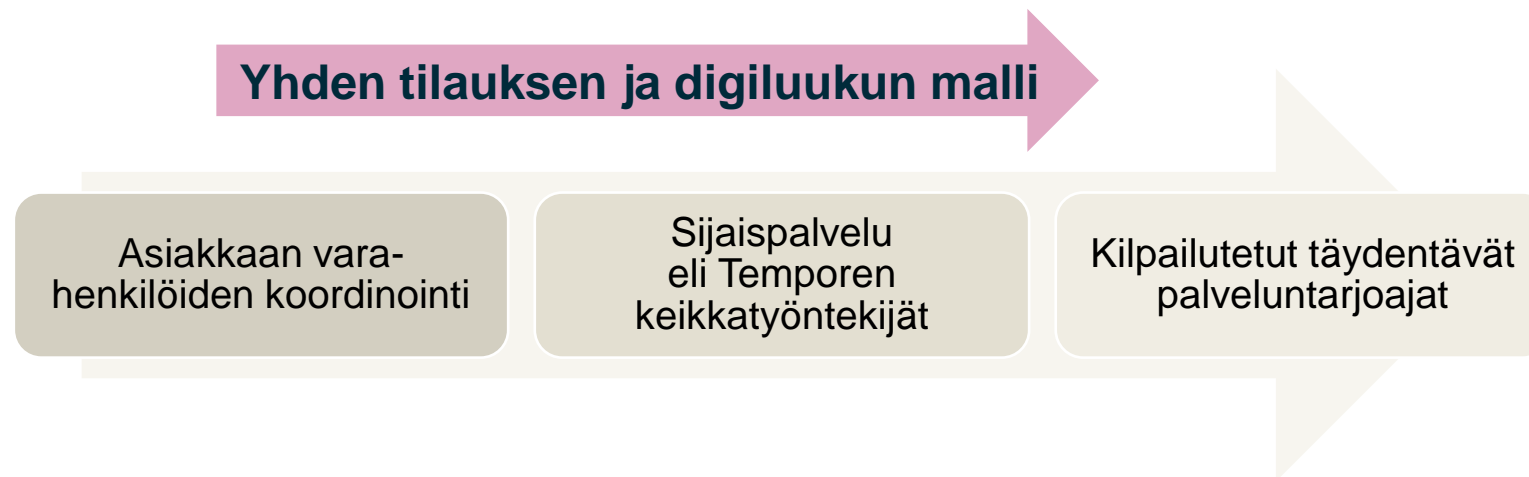 Yhden tilauksen ja digiluukun malli
Asiakkaan vara-
henkilöiden koordinointi
Sijaispalvelu
eli Temporen
keikkatyöntekijät
Kilpailutetut täydentävät
palveluntarjoajat